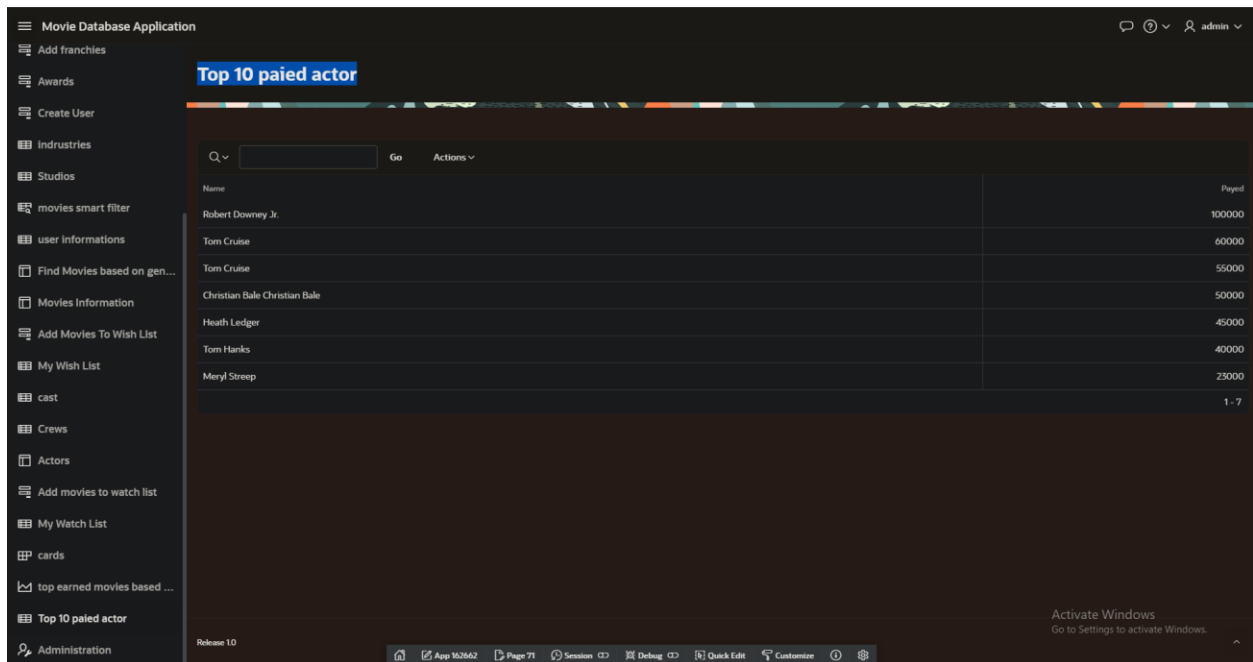 Movie Database Application
admin
Add franchies
Awards
Create User
indrustries
Studios
movies smart filter
user informations
Find Movies based on gen...
Movies Information
Add Movies To Wish List
My Wish List
cast
Crews
Actors
Add movies to watch list
My Watch List
cards
top earned movies based ...
Top 10 paied actor
Administration
Top 10 paied actor
Go Actions
Name Payed
Robert Downey Jr. 100000
Tom Cruise 60000
Tom Cruise 55000
Christian Bale Christian Bale 50000
Heath Ledger 45000
Tom Hanks 40000
Meryl Streep 23000
1 - 7
Activate Windows
Go to Settings to activate Windows.
Release 1.0
App 162662 Page 71 Session Debug Quick Edit Customize